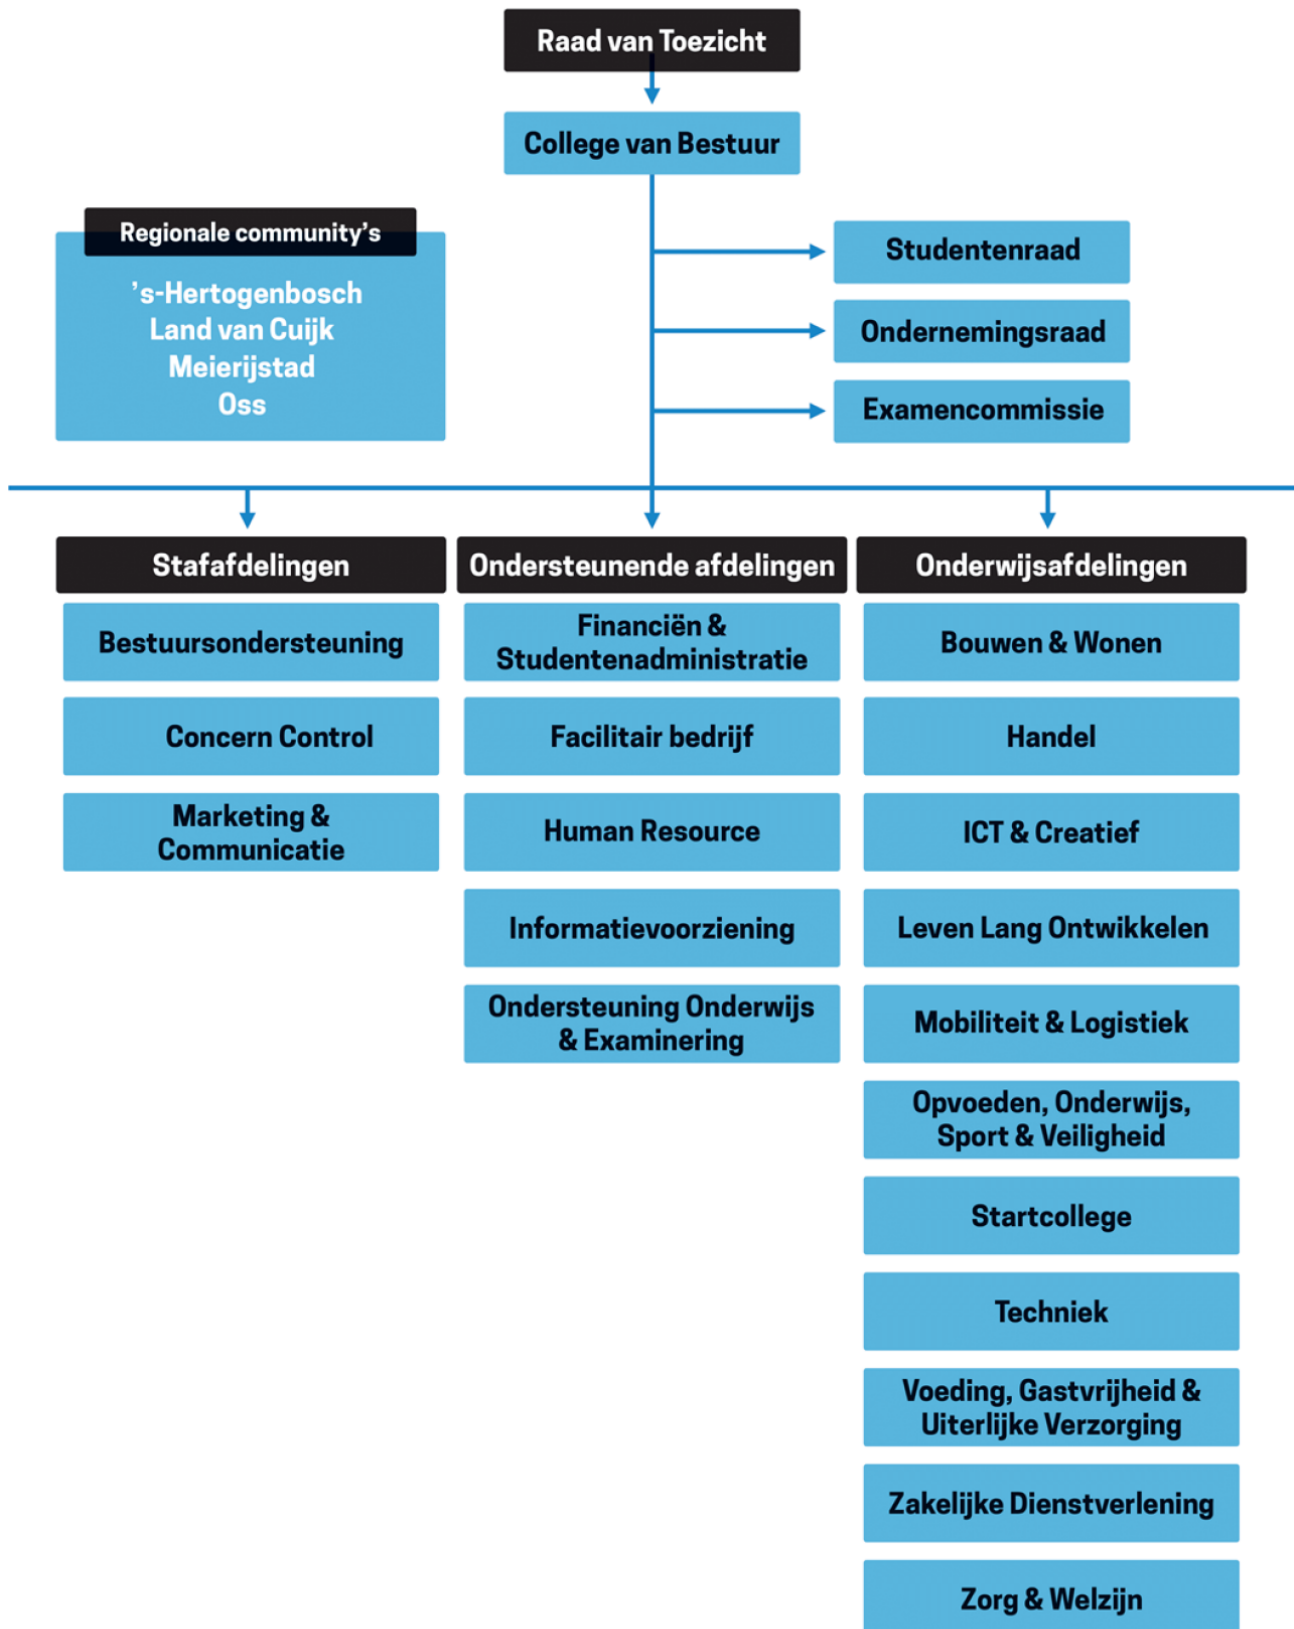 Raad van Toezicht
College van Bestuur
Regionale community’s
’s-Hertogenbosch
Land van Cuijk
Meierijstad
Oss
Studentenraad
Ondernemingsraad
Examencommissie
Stafafdelingen
Bestuursondersteuning
Concern Control
Marketing &
Communicatie
Ondersteunende afdelingen
Financiën &
Studentenadministratie
Facilitair bedrijf
Human Resource
Informatievoorziening
Ondersteuning Onderwijs
& Examinering
Onderwijsafdelingen
Bouwen & Wonen
Handel
ICT & Creatief
Leven Lang Ontwikkelen
Mobiliteit & Logistiek
Opvoeden, Onderwijs,
Sport & Veiligheid
Startcollege
Techniek
Voeding, Gastvrijheid &
Uiterlijke Verzorging
Zakelijke Dienstverlening
Zorg & Welzijn